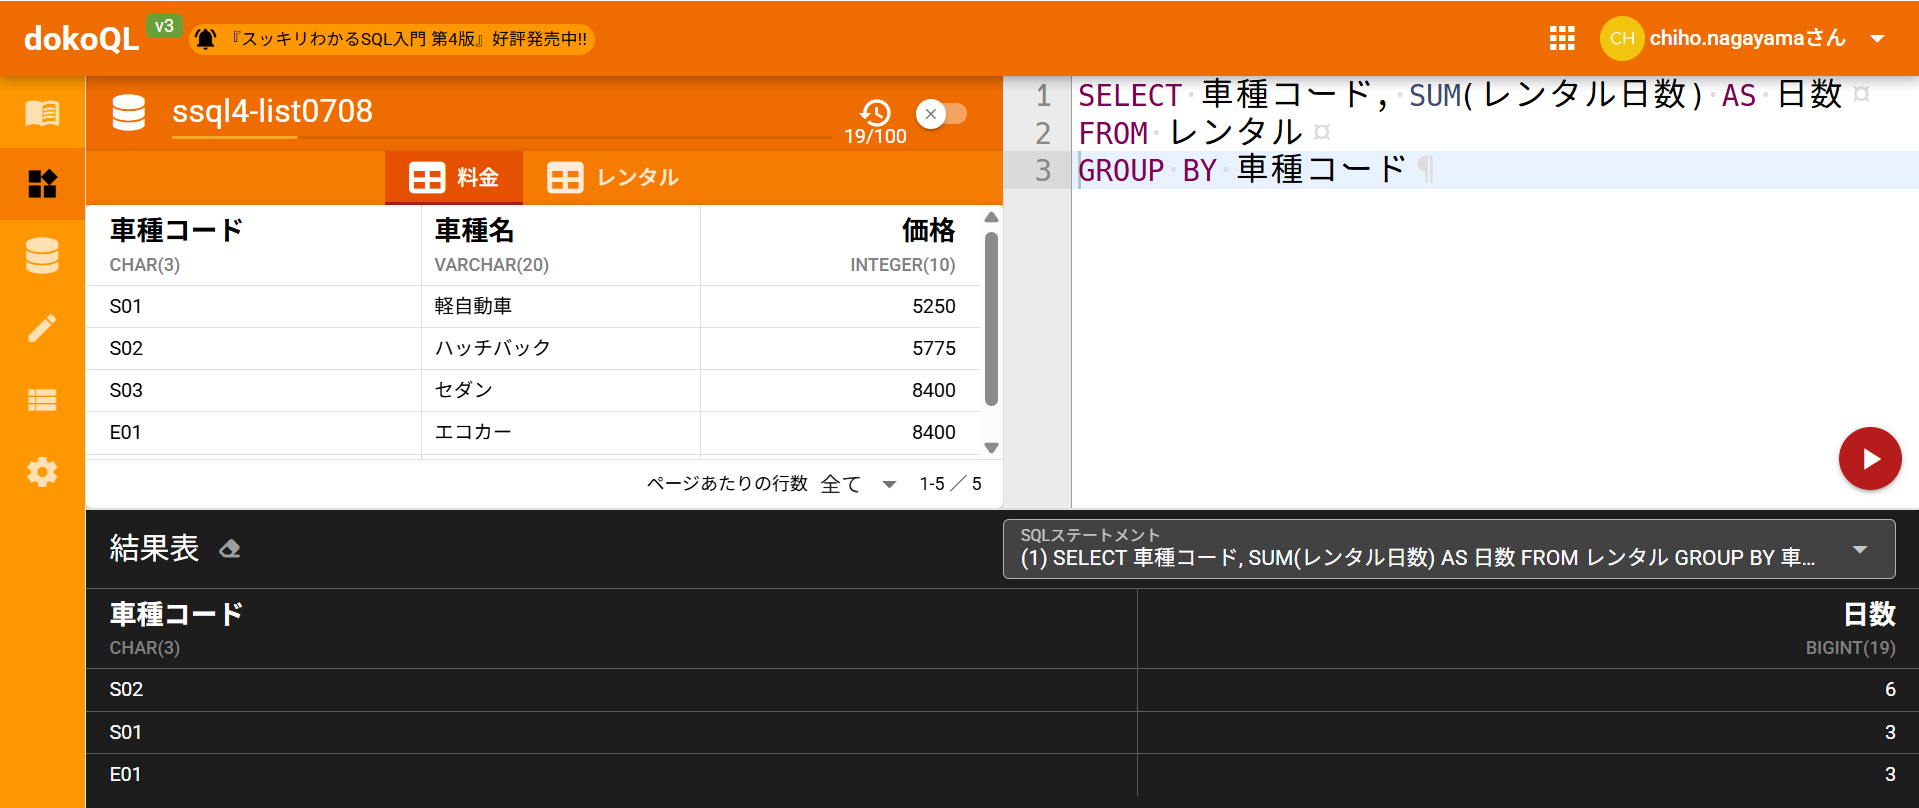 dokoQL v3 『スッキリわかるSQL入門 第4版』好評発売中!! CH chiho.nagayamaさん
ssql4-list0708 19/100
料金 レンタル
車種コード 車種名 価格
CHAR(3) VARCHAR(20) INTEGER(10)
S01 軽自動車 5250
S02 ハッチバック 5775
S03 セダン 8400
E01 エコカー 8400
ページあたりの行数 全て 1-5 ／ 5
1 SELECT 車種コード, SUM(レンタル日数) AS 日数
2 FROM レンタル
3 GROUP BY 車種コード
結果表
SQLステートメント
(1) SELECT 車種コード, SUM(レンタル日数) AS 日数 FROM レンタル GROUP BY 車...
車種コード 日数
CHAR(3) BIGINT(19)
S02 6
S01 3
E01 3